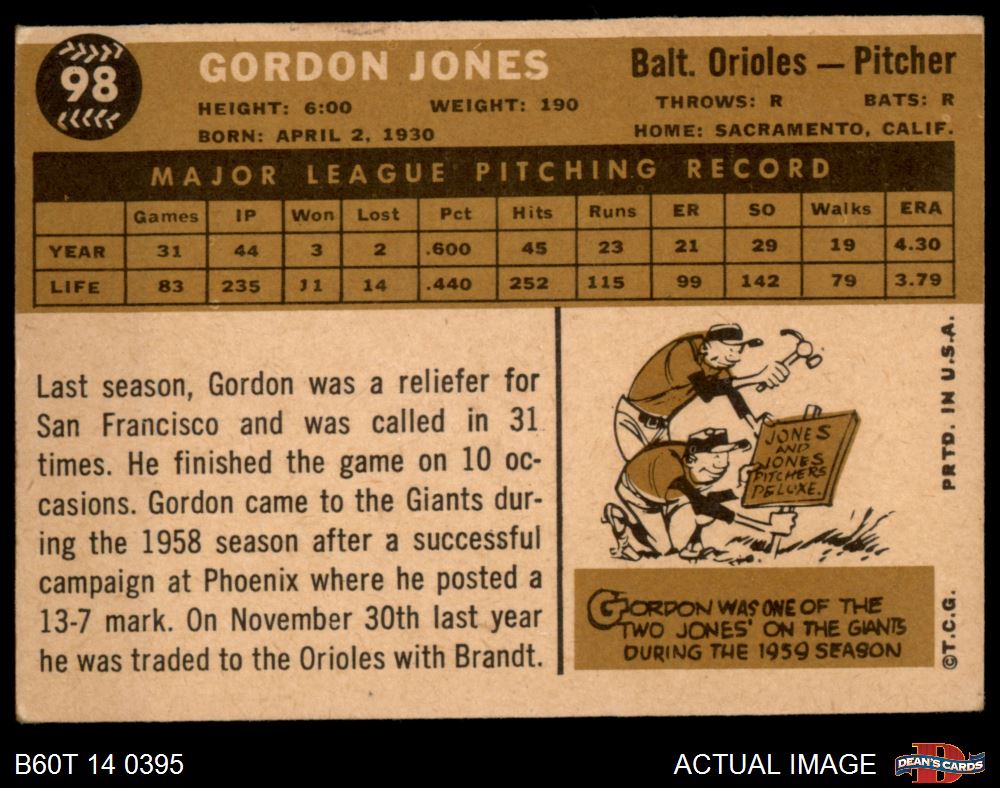 98
GORDON JONES
Balt. Orioles — Pitcher
HEIGHT: 6:00 WEIGHT: 190 THROWS: R BATS: R
BORN: APRIL 2, 1930 HOME: SACRAMENTO, CALIF.
MAJOR LEAGUE PITCHING RECORD
Games IP Won Lost Pct Hits Runs ER SO Walks ERA
YEAR 31 44 3 2 .600 45 23 21 29 19 4.30
LIFE 83 235 11 14 .440 252 115 99 142 79 3.79
Last season, Gordon was a reliefer for
San Francisco and was called in 31
times. He finished the game on 10 oc-
casions. Gordon came to the Giants dur-
ing the 1958 season after a successful
campaign at Phoenix where he posted a
13-7 mark. On November 30th last year
he was traded to the Orioles with Brandt.
JONES
AND
JONES
PITCHERS
DELUXE.
GORDON WAS ONE OF THE
TWO JONES' ON THE GIANTS
DURING THE 1959 SEASON
©T.C.G. PRTD. IN U.S.A.
B60T 14 0395
ACTUAL IMAGE
D
DEAN'S CARDS